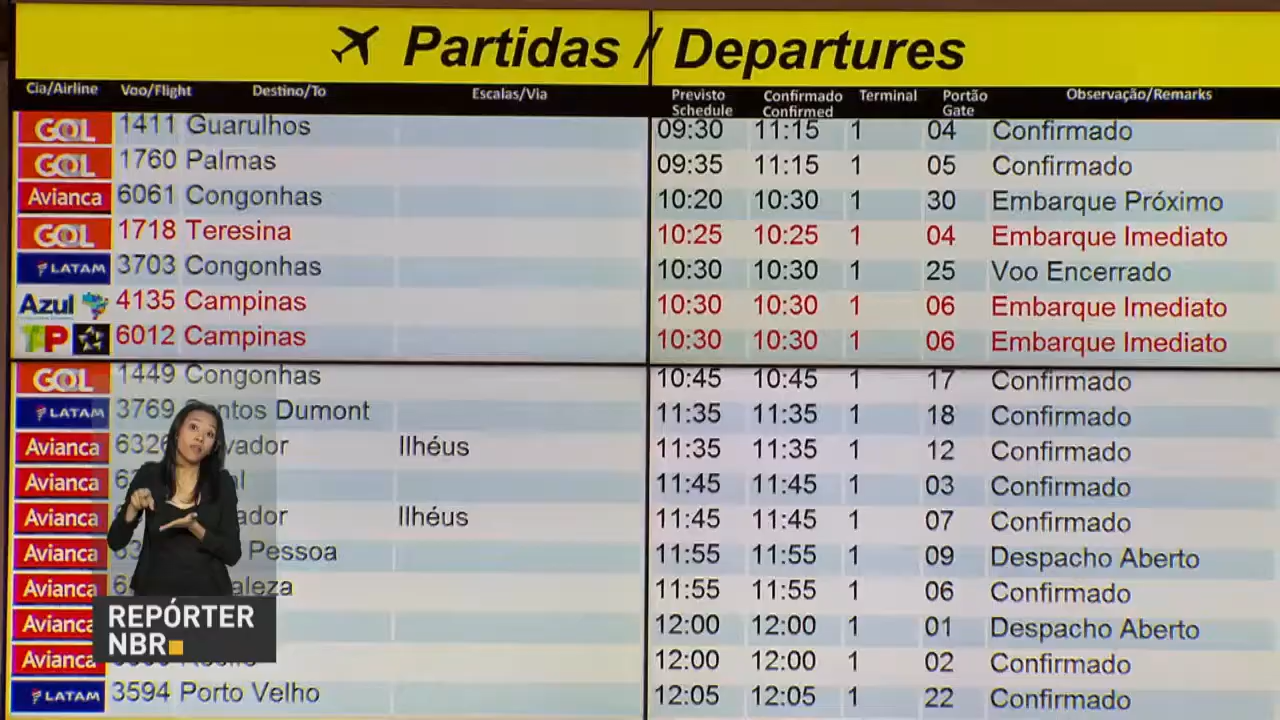 Partidas / Departures
Cia/Airline Voo/Flight Destino/To Escalas/Via Previsto Schedule Confirmado Confirmed Terminal Portão Gate Observação/Remarks
GOL 1411 Guarulhos 09:30 11:15 1 04 Confirmado
GOL 1760 Palmas 09:35 11:15 1 05 Confirmado
Avianca 6061 Congonhas 10:20 10:30 1 30 Embarque Próximo
GOL 1718 Teresina 10:25 10:25 1 04 Embarque Imediato
LATAM 3703 Congonhas 10:30 10:30 1 25 Voo Encerrado
Azul 4135 Campinas 10:30 10:30 1 06 Embarque Imediato
TP 6012 Campinas 10:30 10:30 1 06 Embarque Imediato
GOL 1449 Congonhas 10:45 10:45 1 17 Confirmado
LATAM 3769 Dumont 11:35 11:35 1 18 Confirmado
Avianca Ilhéus 11:35 11:35 1 12 Confirmado
Avianca 11:45 11:45 1 03 Confirmado
Avianca Ilhéus 11:45 11:45 1 07 Confirmado
Avianca Pessoa 11:55 11:55 1 09 Despacho Aberto
Avianca 11:55 11:55 1 06 Confirmado
Avianca 12:00 12:00 1 01 Despacho Aberto
Avianca 12:00 12:00 1 02 Confirmado
LATAM 3594 Porto Velho 12:05 12:05 1 22 Confirmado
REPÓRTER
NBR